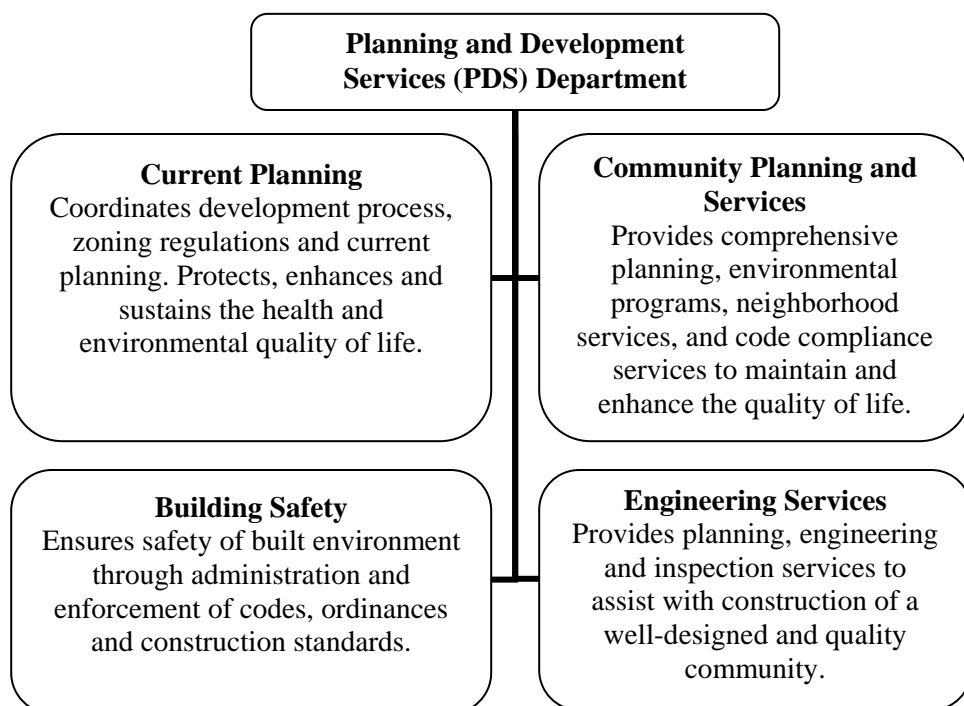 Planning and Development
Services (PDS) Department
Current Planning
Coordinates development process,
zoning regulations and current
planning. Protects, enhances and
sustains the health and
environmental quality of life.
Community Planning and
Services
Provides comprehensive
planning, environmental
programs, neighborhood
services, and code compliance
services to maintain and
enhance the quality of life.
Building Safety
Ensures safety of built environment
through administration and
enforcement of codes, ordinances
and construction standards.
Engineering Services
Provides planning, engineering
and inspection services to
assist with construction of a
well-designed and quality
community.